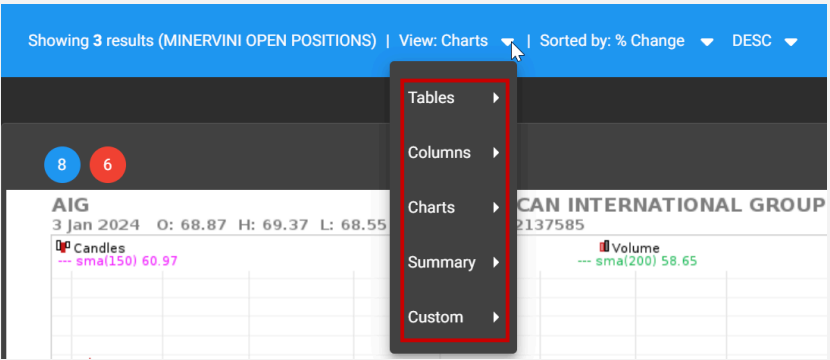 Showing 3 results (MINERVINI OPEN POSITIONS) | View: Charts | Sorted by: % Change DESC
Tables
Columns
Charts
Summary
Custom
8 6
AIG CAN INTERNATIONAL GROUP
3 Jan 2024 O: 68.87 H: 69.37 L: 68.55 2137585
Candles Volume
--- sma(150) 60.97 --- sma(200) 58.65